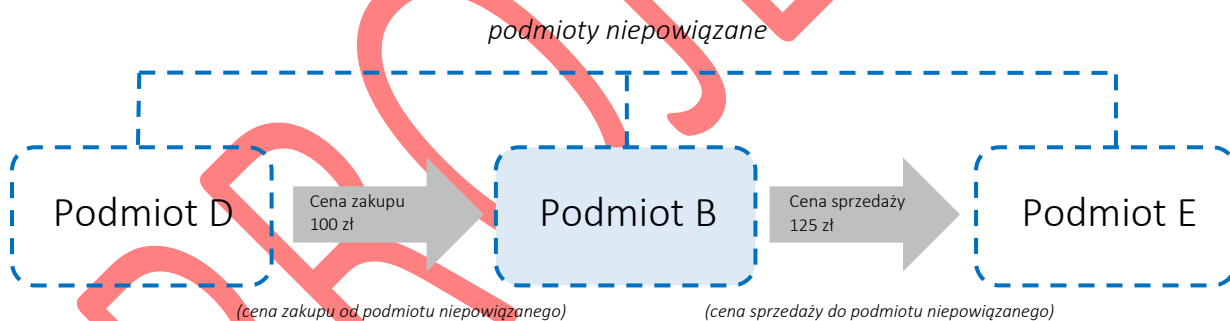 podmioty niepowiązane
Podmiot D
Cena zakupu
100 zł
Podmiot B
Cena sprzedaży
125 zł
Podmiot E
(cena zakupu od podmiotu niepowiązanego)
(cena sprzedaży do podmiotu niepowiązanego)